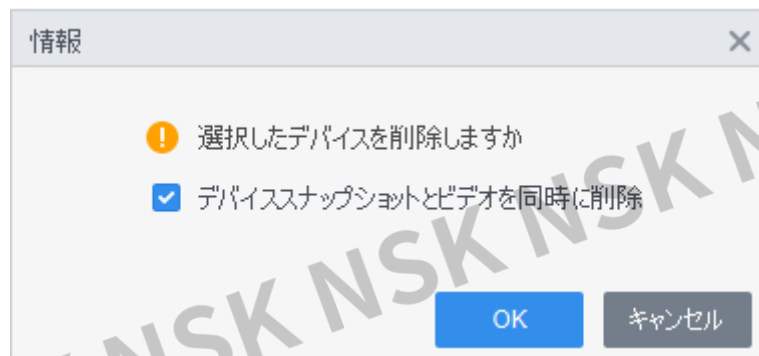 情報
選択したデバイスを削除しますか
デバイススナップショットとビデオを同時に削除
OK
キャンセル
NSK NSK NSK N